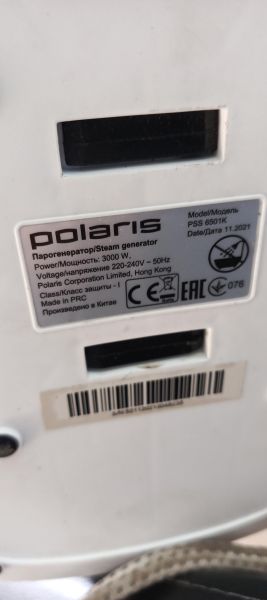 polaris
Парогенератор/Steam generator
Power/Мощность: 3000 W,
Voltage/напряжение 220-240V ~ 50Hz
Polaris Corporation Limited, Hong Kong
Class/Класс защиты - I
Made in PRC
Произведено в Китае
Model/Модель
PSS 6501K
Date/Дата 11.2021
CE EAC 076